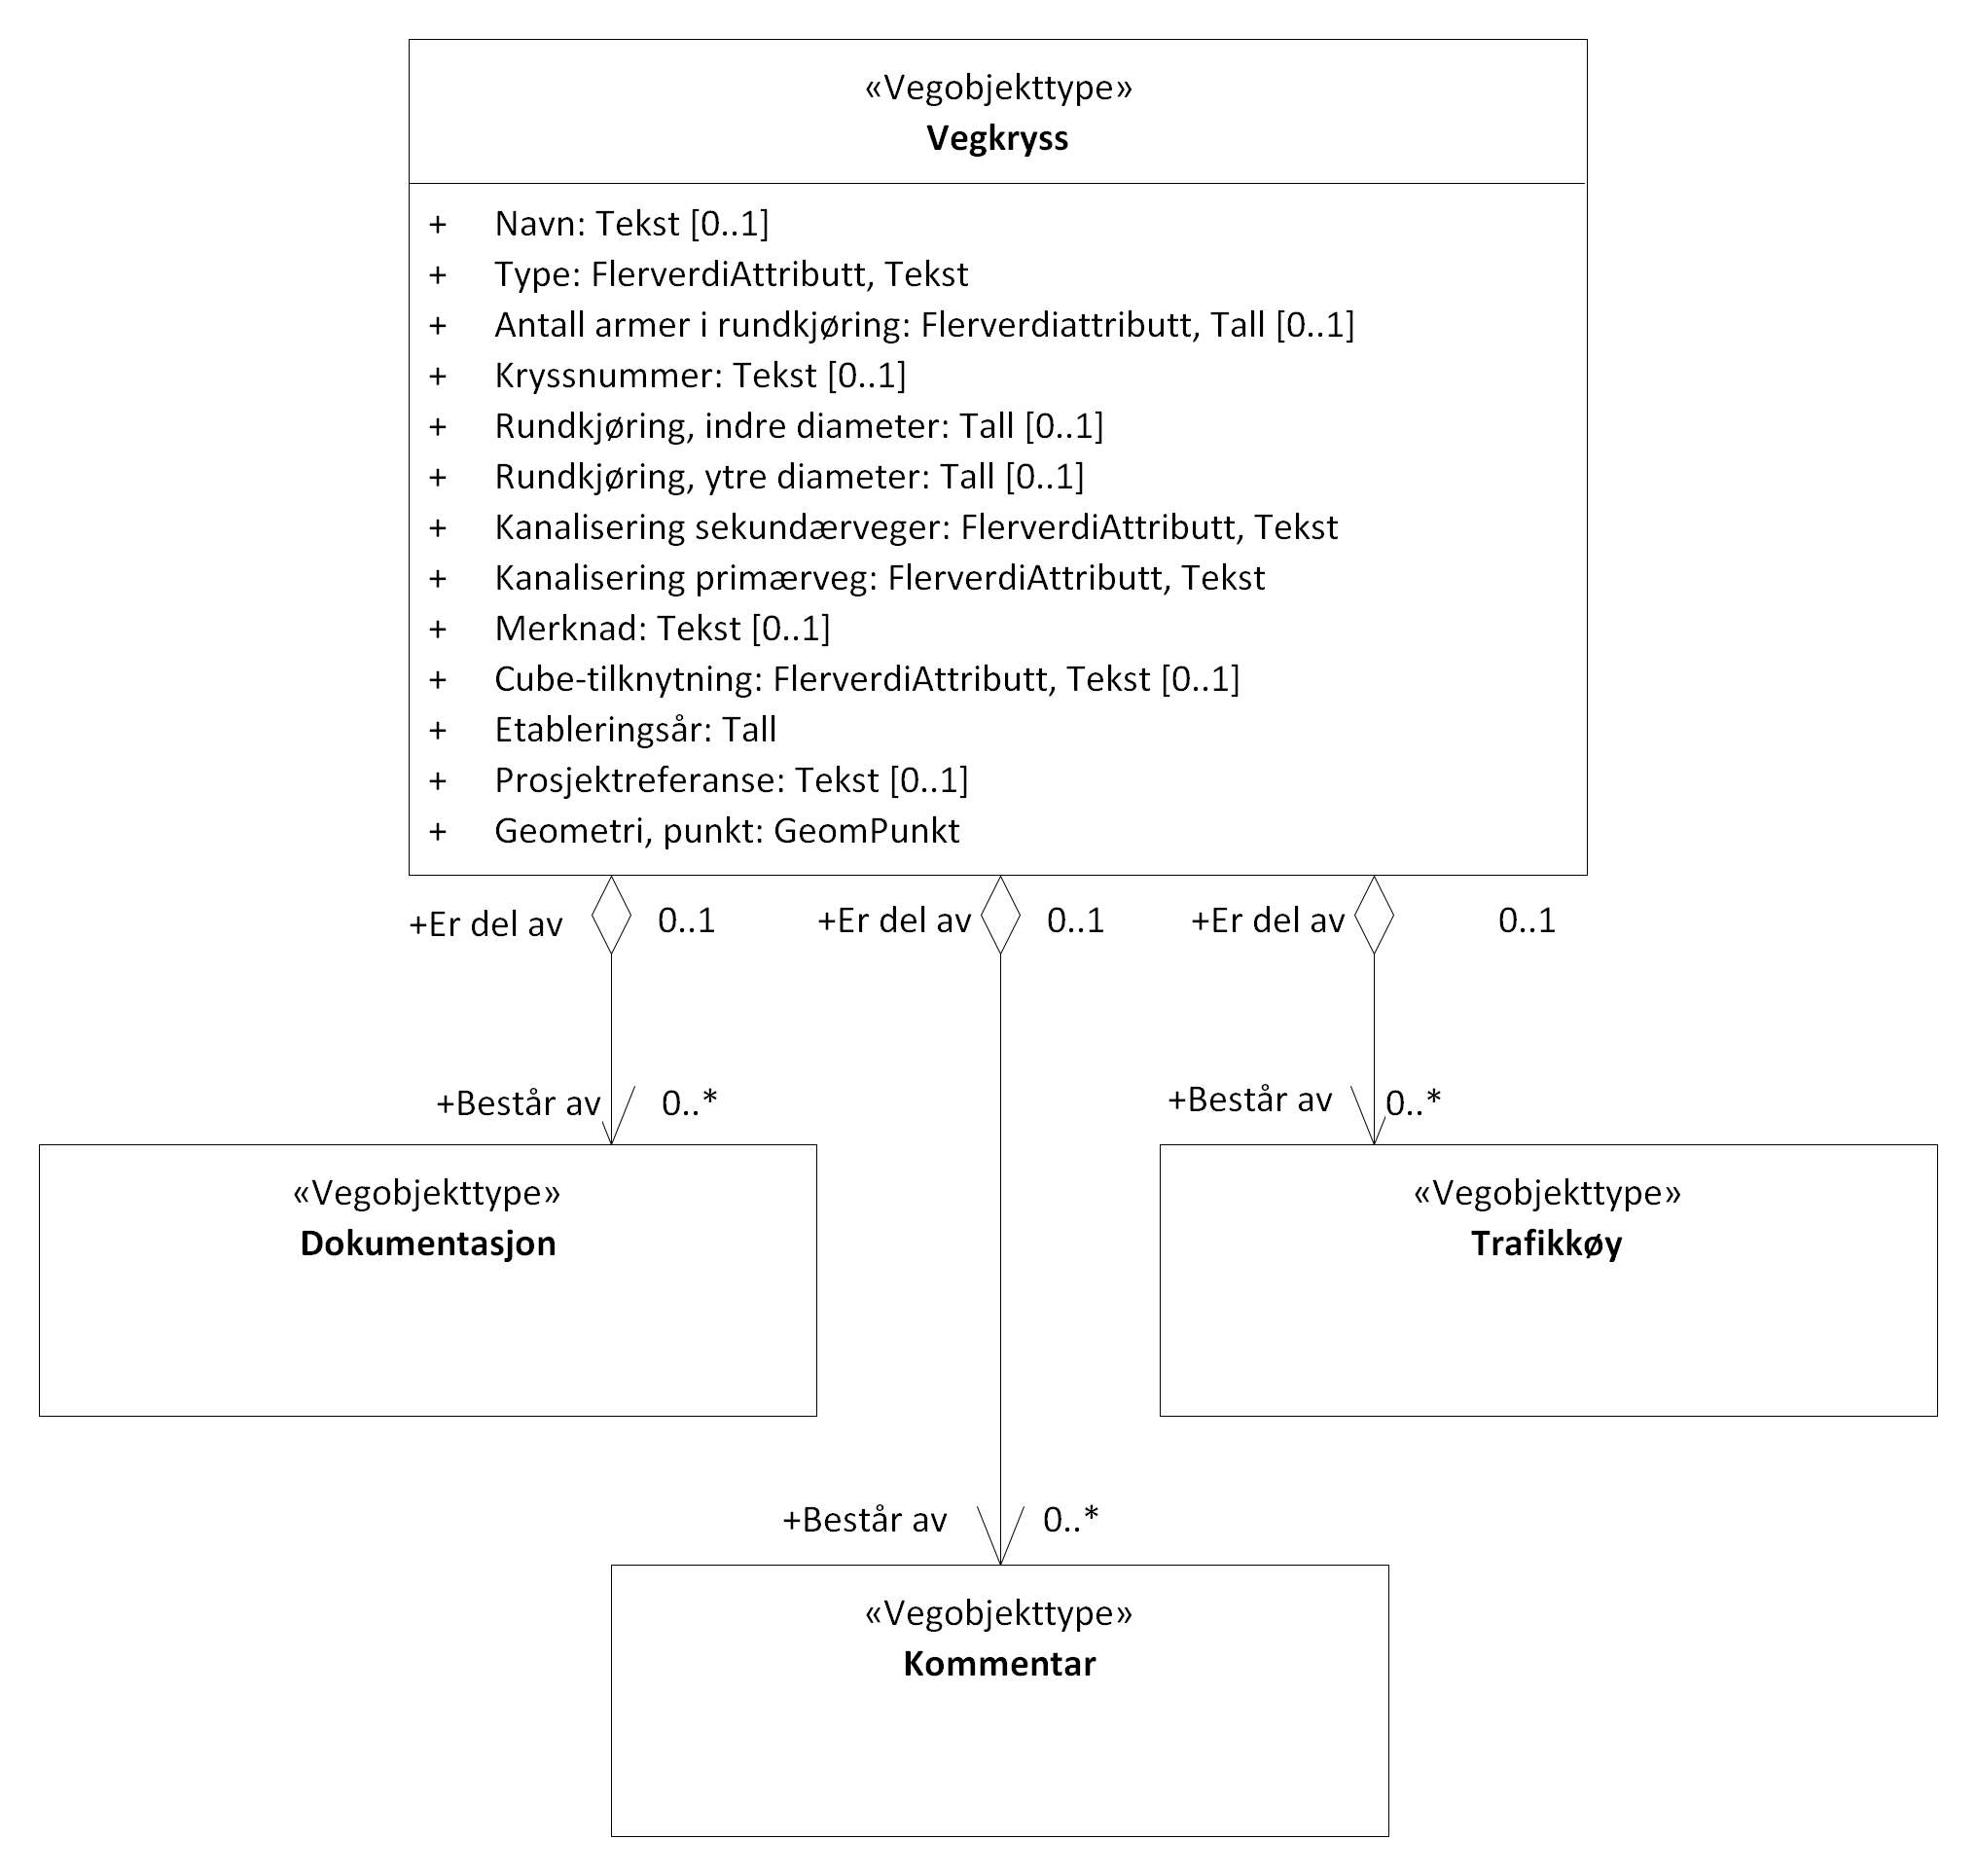 «Vegobjekttype»
Vegkryss
+ Navn: Tekst [0..1]
+ Type: FlerverdiAttributt, Tekst
+ Antall armer i rundkjøring: Flerverdiattributt, Tall [0..1]
+ Kryssnummer: Tekst [0..1]
+ Rundkjøring, indre diameter: Tall [0..1]
+ Rundkjøring, ytre diameter: Tall [0..1]
+ Kanalisering sekundærveger: FlerverdiAttributt, Tekst
+ Kanalisering primærveg: FlerverdiAttributt, Tekst
+ Merknad: Tekst [0..1]
+ Cube-tilknytning: FlerverdiAttributt, Tekst [0..1]
+ Etableringsår: Tall
+ Prosjektreferanse: Tekst [0..1]
+ Geometri, punkt: GeomPunkt
+Er del av 0..1 +Er del av 0..1 +Er del av 0..1
+Består av 0..* +Består av 0..*
«Vegobjekttype» «Vegobjekttype»
Dokumentasjon Trafikkøy
+Består av 0..*
«Vegobjekttype»
Kommentar